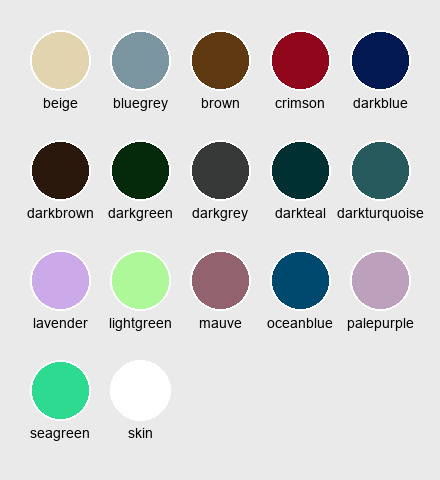 beige bluegrey brown crimson darkblue
darkbrown darkgreen darkgrey darkteal darkturquoise
lavender lightgreen mauve oceanblue palepurple
seagreen skin